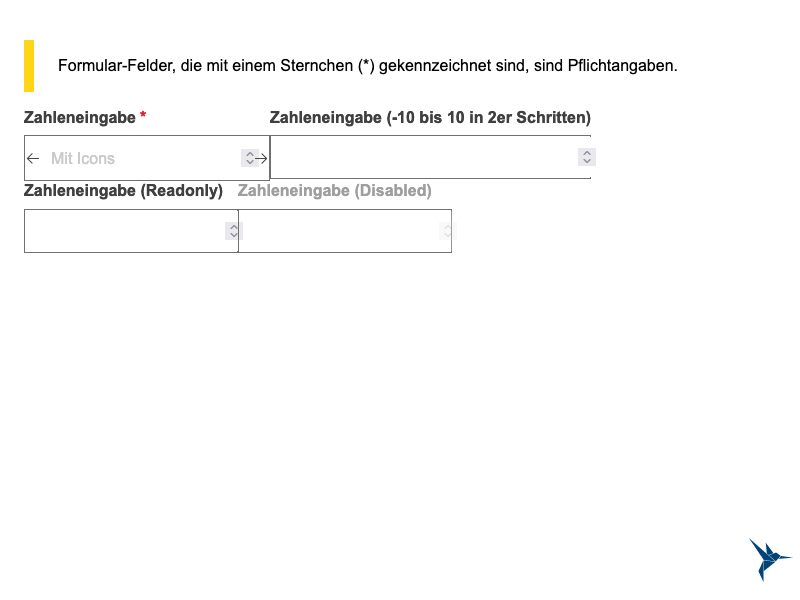 Formular-Felder, die mit einem Sternchen (*) gekennzeichnet sind, sind Pflichtangaben.
Zahleneingabe * Zahleneingabe (-10 bis 10 in 2er Schritten)
Mit Icons
Zahleneingabe (Readonly) Zahleneingabe (Disabled)